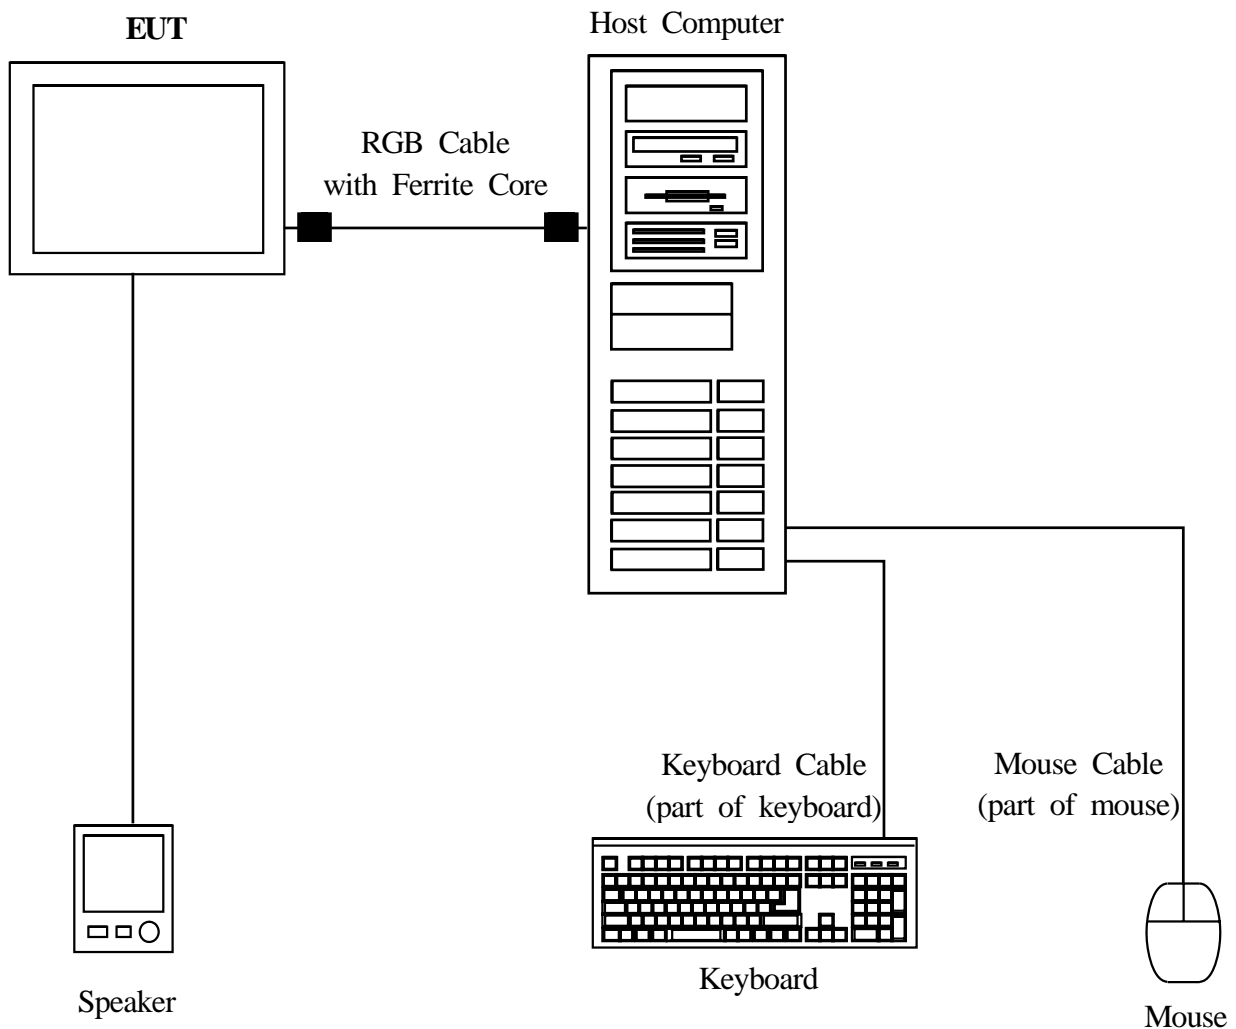 EUT
Host Computer
RGB Cable
with Ferrite Core
Keyboard Cable
(part of keyboard)
Mouse Cable
(part of mouse)
Speaker
Keyboard
Mouse